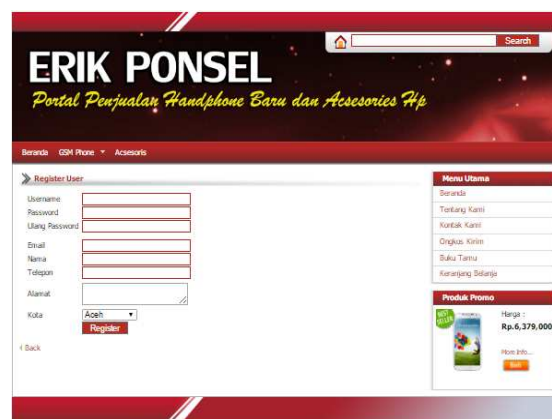 Search
ERIK PONSEL
Portal Penjualan Handphone Baru dan Acsesories Hp
Beranda GSM Phone Acsesoris
Register User
Username
Password
Ulang Password
Email
Nama
Telepon
Alamat
Kota Aceh
Register
Back
Menu Utama
Beranda
Tentang Kami
Kontak Kami
Ongkos Kirim
Buku Tamu
Keranjang Belanja
Produk Promo
BEST SELLER
Harga :
Rp.6,379,000
More Info...
Beli